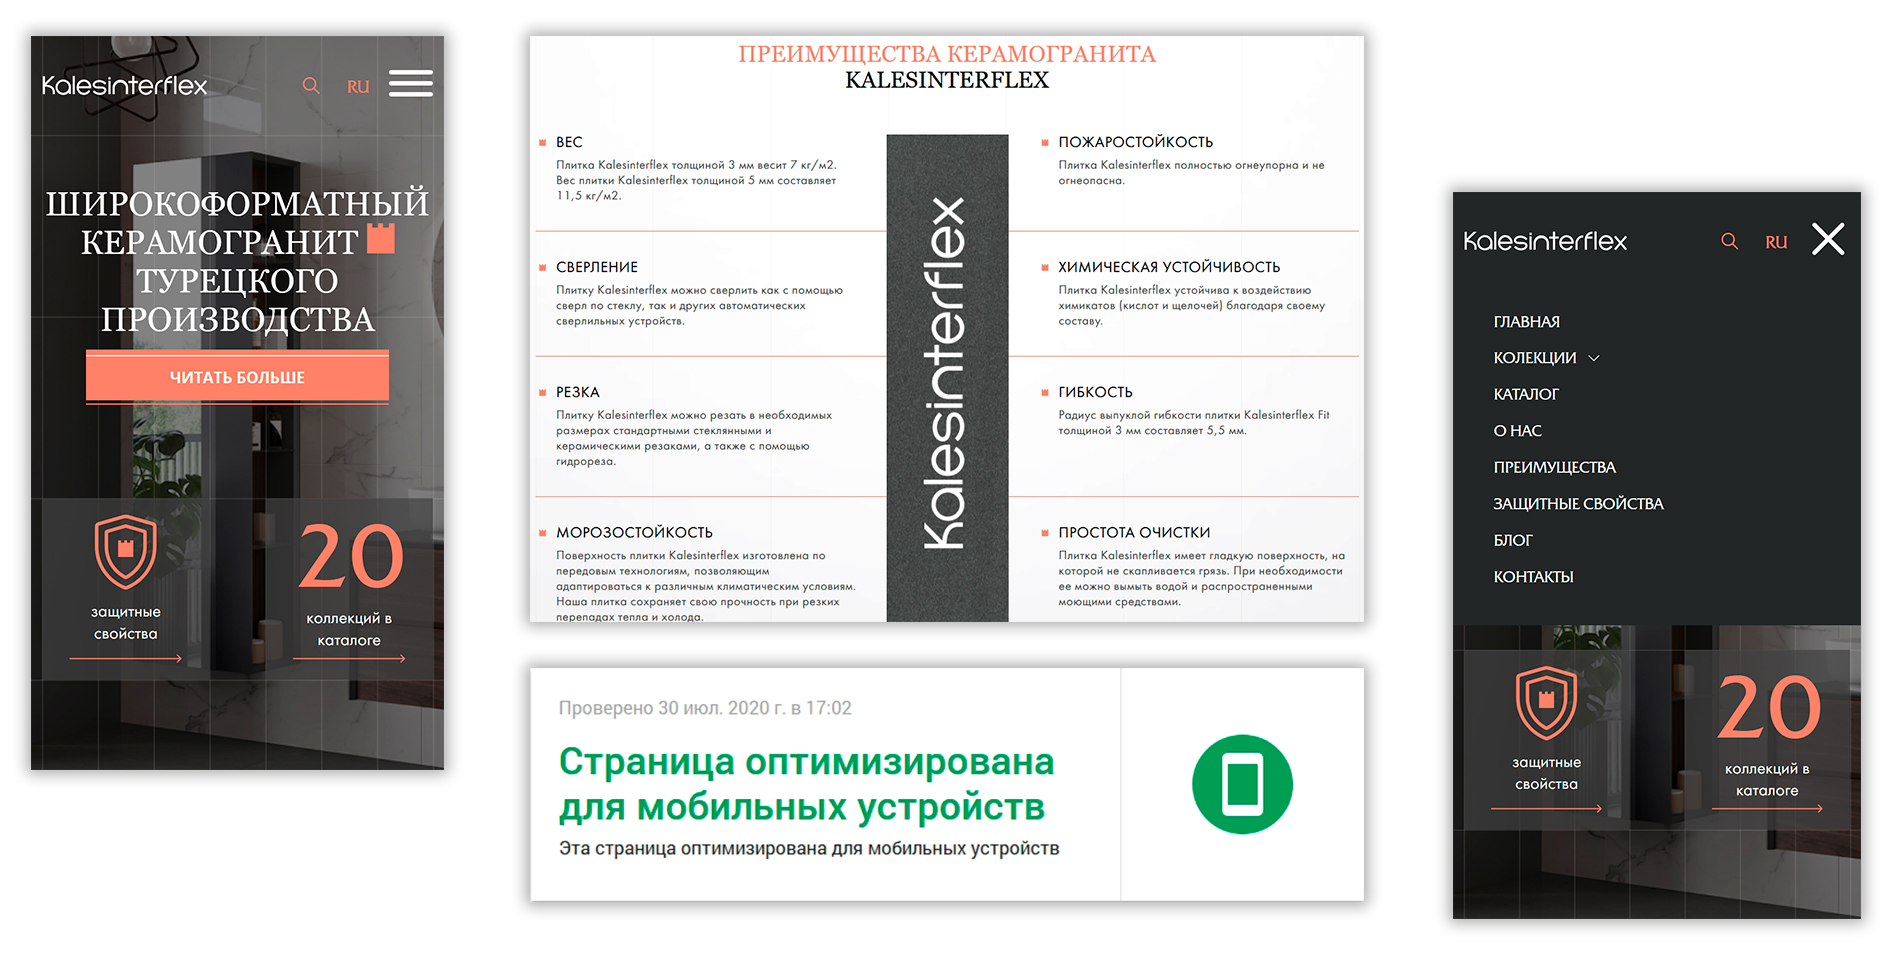 Kalesinterflex
RU
ШИРОКОФОРМАТНЫЙ
КЕРАМОГРАНИТ
ТУРЕЦКОГО
ПРОИЗВОДСТВА
ЧИТАТЬ БОЛЬШЕ
защитные
свойства
20
коллекций в
каталоге
ПРЕИМУЩЕСТВА КЕРАМОГРАНИТА
KALESINTERFLEX
ВЕС
Плитка Kalesinterflex толщиной 3 мм весит 7 кг/м2.
Вес плитки Kalesinterflex толщиной 5 мм составляет
11,5 кг/м2.
СВЕРЛЕНИЕ
Плитку Kalesinterflex можно сверлить как с помощью
сверл по стеклу, так и других автоматических
сверлильных устройств.
РЕЗКА
Плитку Kalesinterflex можно резать в необходимых
размерах стандартными стеклянными и
керамическими резаками, а также с помощью
гидрореза.
МОРОЗОСТОЙКОСТЬ
Поверхность плитки Kalesinterflex изготовлена по
передовым технологиям, позволяющим
адаптироваться к различным климатическим условиям.
Наша плитка сохраняет свою прочность при резких
перепадах тепла и холода.
Kalesinterflex
ПОЖАРОСТОЙКОСТЬ
Плитка Kalesinterflex полностью огнеупорна и не
огнеопасна.
ХИМИЧЕСКАЯ УСТОЙЧИВОСТЬ
Плитка Kalesinterflex устойчива к воздействию
химикатов (кислот и щелочей) благодаря своему
составу.
ГИБКОСТЬ
Радиус выпуклой гибкости плитки Kalesinterflex Fit
толщиной 3 мм составляет 5,5 мм.
ПРОСТОТА ОЧИСТКИ
Плитка Kalesinterflex имеет гладкую поверхность, на
которой не скапливается грязь. При необходимости
ее можно вымыть водой и распространенными
моющими средствами.
Проверено 30 июл. 2020 г. в 17:02
Страница оптимизирована
для мобильных устройств
Эта страница оптимизирована для мобильных устройств
Kalesinterflex
RU
ГЛАВНАЯ
КОЛЕКЦИИ
КАТАЛОГ
О НАС
ПРЕИМУЩЕСТВА
ЗАЩИТНЫЕ СВОЙСТВА
БЛОГ
КОНТАКТЫ
защитные
свойства
20
коллекций в
каталоге